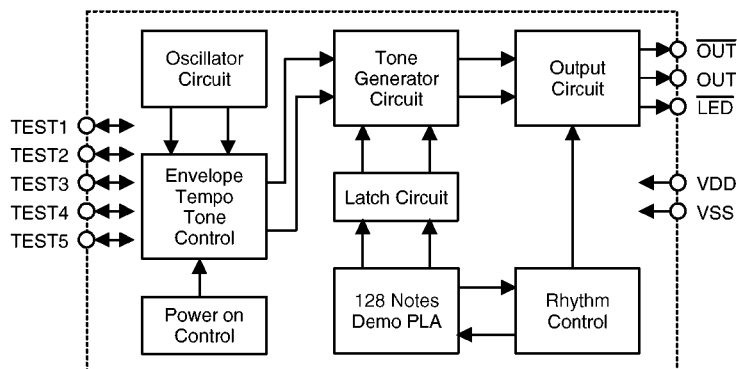 Oscillator
Circuit
Tone
Generator
Circuit
Output
Circuit
OUT
OUT
LED
TEST1
TEST2
TEST3
TEST4
TEST5
Envelope
Tempo
Tone
Control
Latch Circuit
VDD
VSS
Power on
Control
128 Notes
Demo PLA
Rhythm
Control